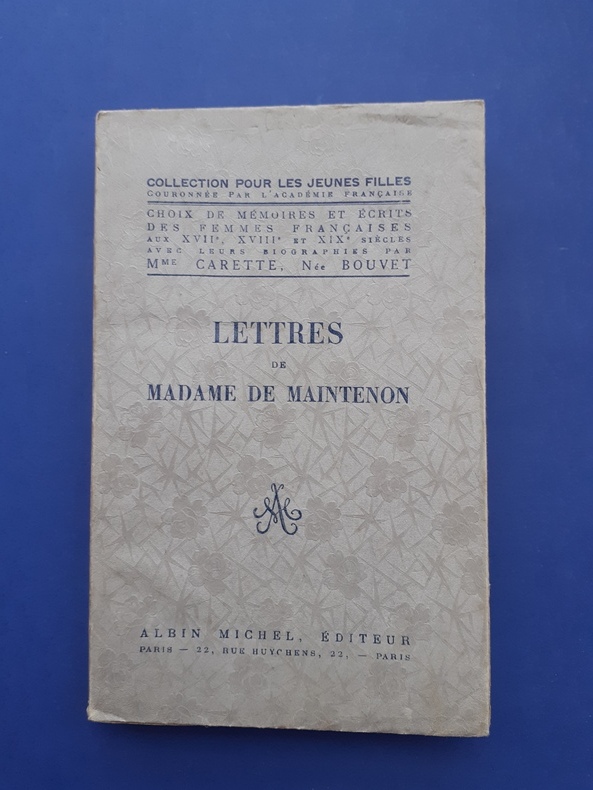 COLLECTION POUR LES JEUNES FILLES
COURONNÉE PAR L'ACADÉMIE FRANÇAISE
CHOIX DE MÉMOIRES ET ÉCRITS
DES FEMMES FRANÇAISES
AUX XVIIᵉ, XVIIIᵉ ET XIXᵉ SIÈCLES
AVEC LEURS BIOGRAPHIES PAR
MME CARETTE, Née BOUVET
LETTRES
DE
MADAME DE MAINTENON
AM
ALBIN MICHEL, ÉDITEUR
PARIS — 22, RUE HUYGHENS, 22, — PARIS